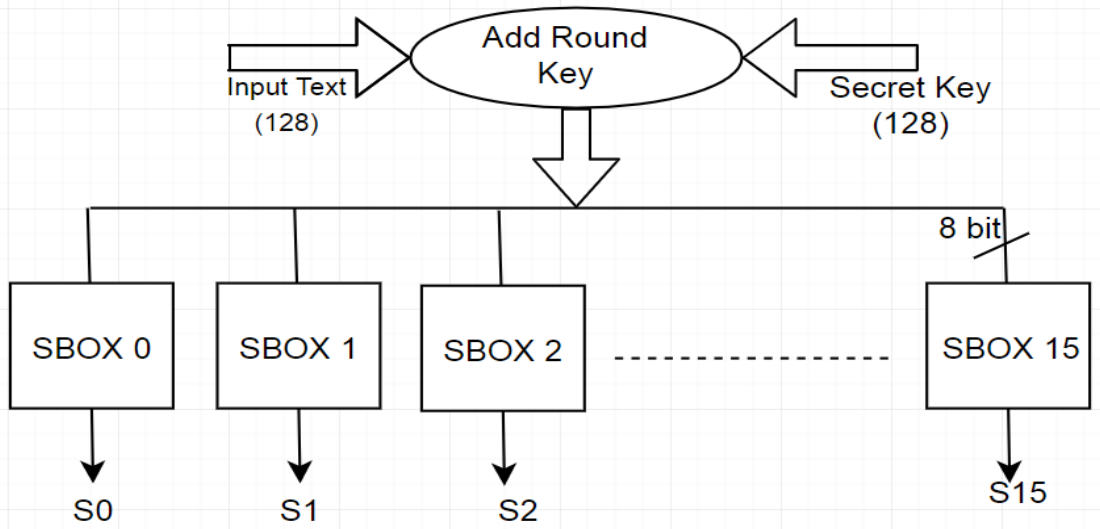 Add Round
Key
Input Text
(128)
Secret Key
(128)
8 bit
SBOX 0
SBOX 1
SBOX 2
SBOX 15
S0
S1
S2
S15